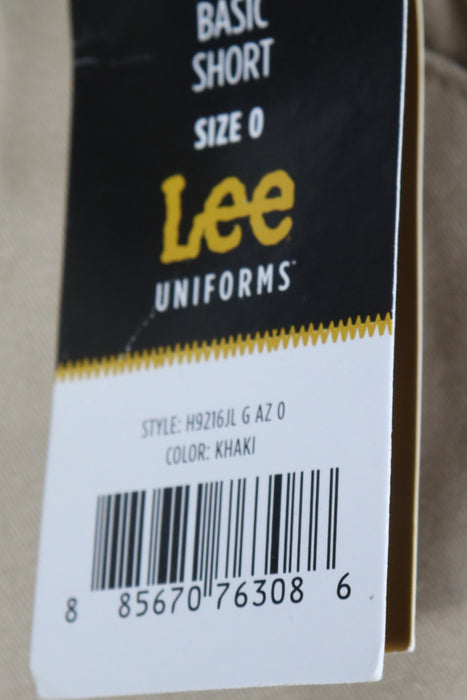 BASIC
SHORT
SIZE 0
Lee
UNIFORMS
STYLE: H9216JL G AZ 0
COLOR: KHAKI
8 85670 76308 6